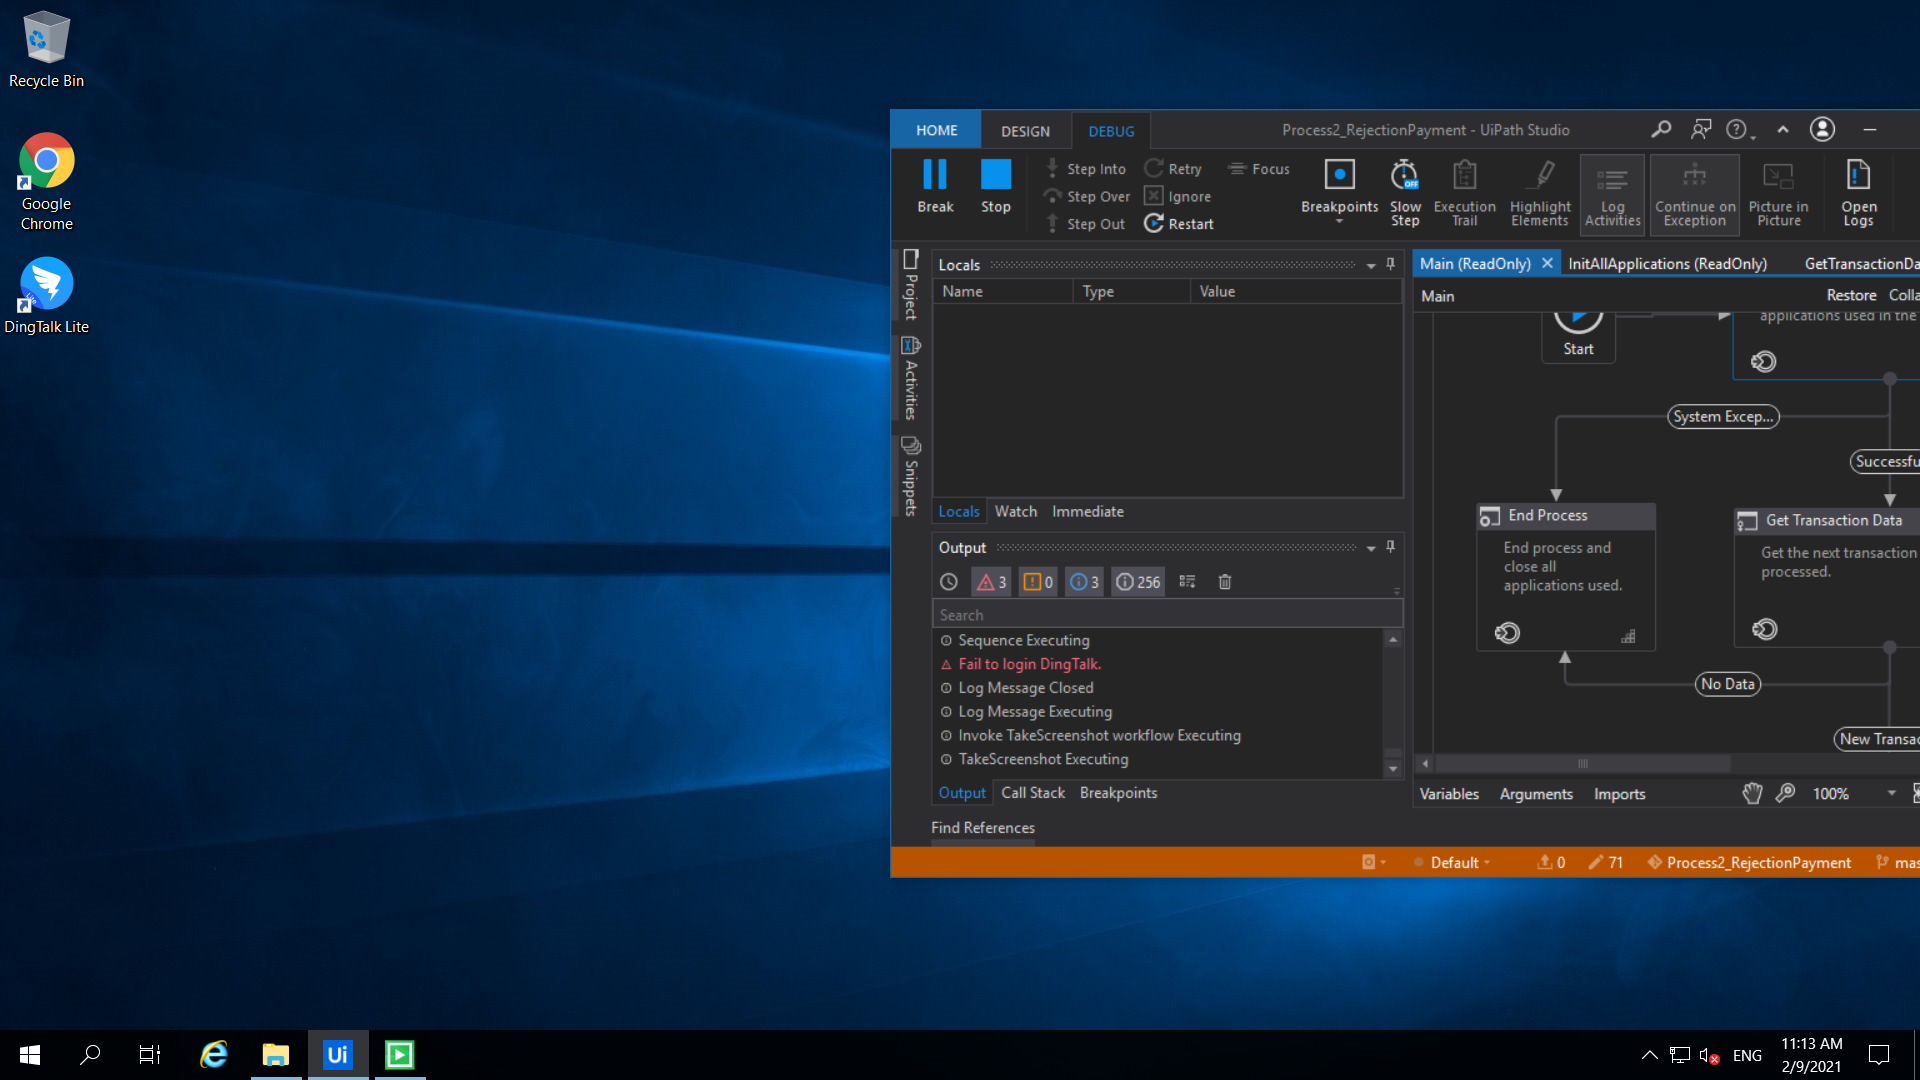 Recycle Bin
Google
Chrome
DingTalk Lite
HOME
DESIGN
DEBUG
Process2_RejectionPayment - UiPath Studio
Break
Stop
Step Into
Step Over
Step Out
Retry
Ignore
Restart
Focus
Breakpoints
Slow
Step
OFF
Execution
Trail
Highlight
Elements
Log
Activities
Continue on
Exception
Picture in
Picture
Open
Logs
Project
Activities
Snippets
Locals
Name
Type
Value
Locals
Watch
Immediate
Output
3
0
3
256
Search
Sequence Executing
Fail to login DingTalk.
Log Message Closed
Log Message Executing
Invoke TakeScreenshot workflow Executing
TakeScreenshot Executing
Output
Call Stack
Breakpoints
Find References
Main (ReadOnly)
InitAllApplications (ReadOnly)
GetTransactionDa
Main
Restore
Colla
applications used in the
Start
System Excep...
Successfu
End Process
End process and
close all
applications used.
Get Transaction Data
Get the next transaction
processed.
No Data
New Transac
Variables
Arguments
Imports
100%
Default
0
71
Process2_RejectionPayment
mas
Ui
ENG
11:13 AM
2/9/2021